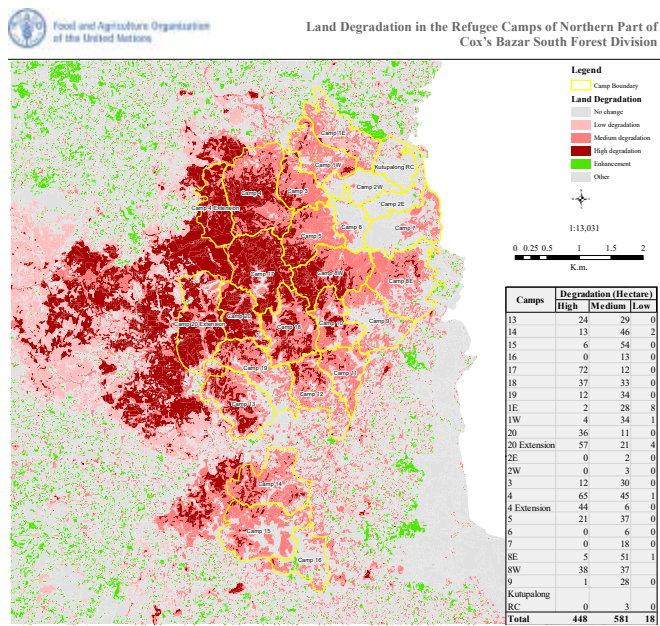 Food and Agriculture Organization
of the United Nations
Land Degradation in the Refugee Camps of Northern Part of
Cox's Bazar South Forest Division
Legend
Camp Boundary
Land Degradation
No change
Low degradation
Medium degradation
High degradation
Enhancement
Other
1:13,031
0 0.25 0.5 1 1.5 2
K.m.
Camp 1E
Camp 1W
Kutupalong RC
Camp 2W
Camp 4
Camp 3
Camp 4 Extension
Camp 2E
Camp 5
Camp 6
Camp 7
Camp 17
Camp 8W
Camp 8E
Camp 20 Extension
Camp 20
Camp 18
Camp 9
Camp 19
Camp 11
Camp 13
Camp 12
Camp 14
Camp 15
Camp 16
Camps Degradation (Hectare)
High Medium Low
13 24 29 0
14 13 46 2
15 6 54 0
16 0 13 0
17 72 12 0
18 37 33 0
19 12 34 0
1E 2 28 8
1W 4 34 1
20 36 11 0
20 Extension 57 21 4
2E 0 2 0
2W 0 3 0
3 12 30 0
4 65 45 1
4 Extension 44 6 0
5 21 37 0
6 0 6 0
7 0 18 0
8E 5 51 1
8W 38 37
9 1 28 0
Kutupalong
RC 0 3 0
Total 448 581 18